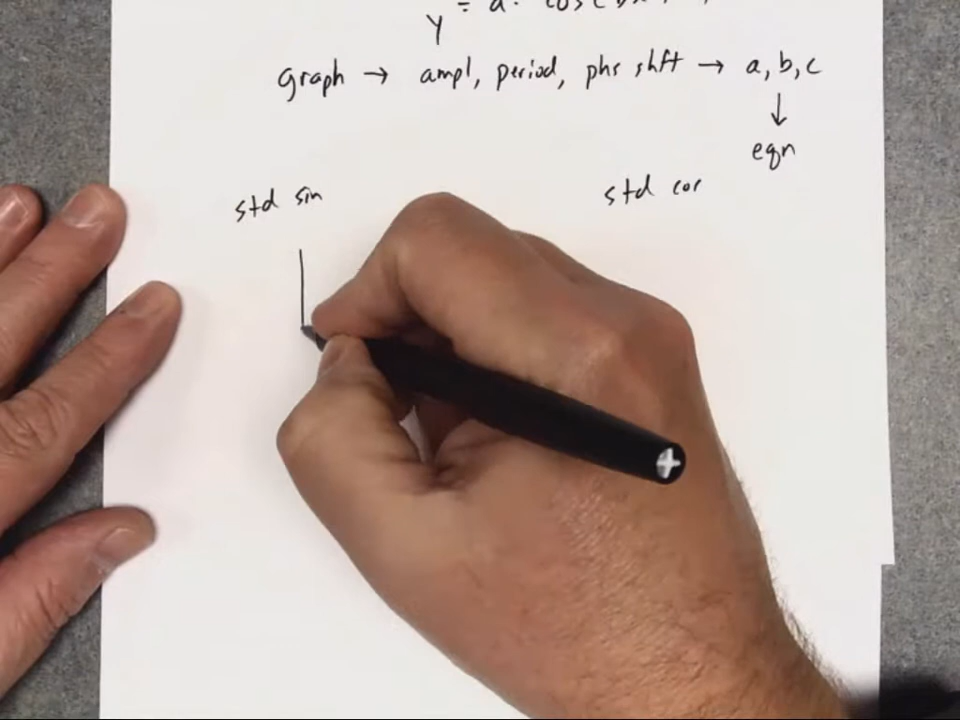 y = a.
graph → ampl, period, phs shft → a, b, c
↓
eqn
std sin std cos